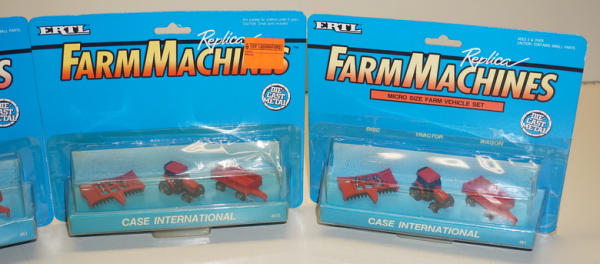 ERTL
Replica
FARM MACHINES
DIE
CAST
METAL
CASE INTERNATIONAL
ERTL
Replica
FARM MACHINES
MICRO SIZE FARM VEHICLE SET
DIE
CAST
METAL
DISC TRACTOR WAGON
CASE INTERNATIONAL